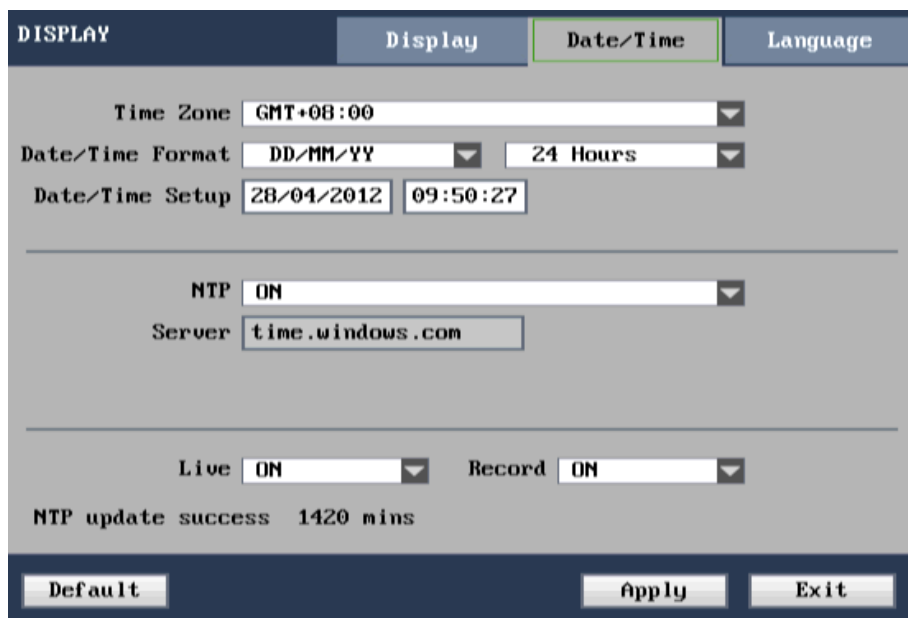 DISPLAY Display Date/Time Language
Time Zone GMT+08:00
Date/Time Format DD/MM/YY 24 Hours
Date/Time Setup 28/04/2012 09:50:27
NTP ON
Server time.windows.com
Live ON Record ON
NTP update success 1420 mins
Default Apply Exit